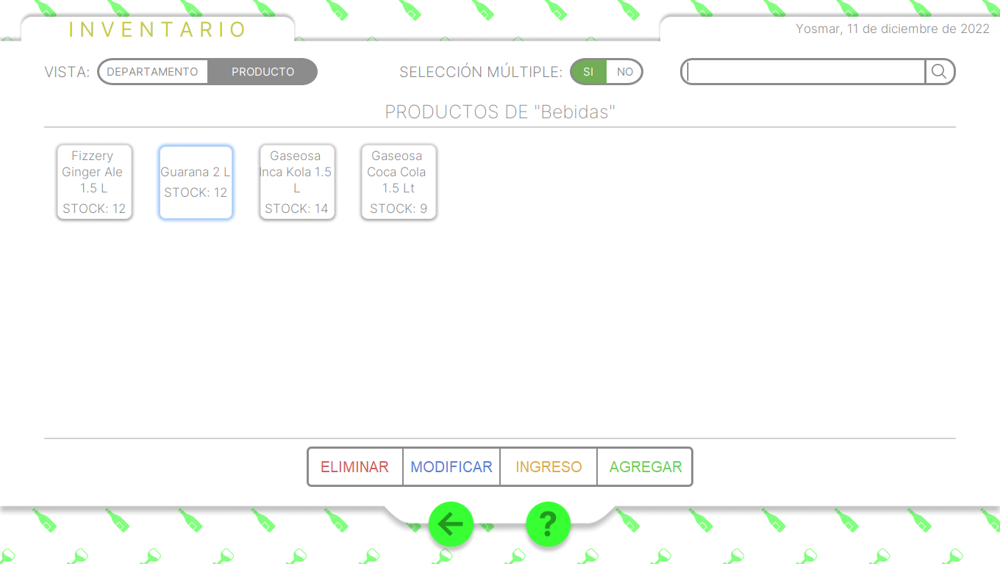 INVENTARIO
Yosmar, 11 de diciembre de 2022
VISTA: DEPARTAMENTO PRODUCTO SELECCIÓN MÚLTIPLE: SI NO
PRODUCTOS DE "Bebidas"
Fizzery
Ginger Ale
1.5 L
STOCK: 12
Guarana 2 L
STOCK: 12
Gaseosa
Inca Kola 1.5
L
STOCK: 14
Gaseosa
Coca Cola
1.5 Lt
STOCK: 9
ELIMINAR MODIFICAR INGRESO AGREGAR
?